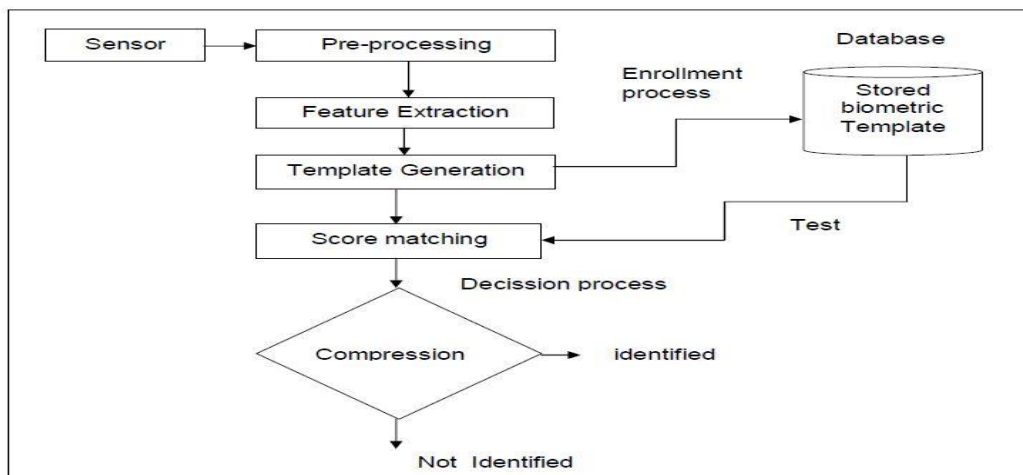 Sensor
Pre-processing
Database
Enrollment
process
Stored
biometric
Template
Feature Extraction
Template Generation
Test
Score matching
Decission process
Compression
identified
Not Identified